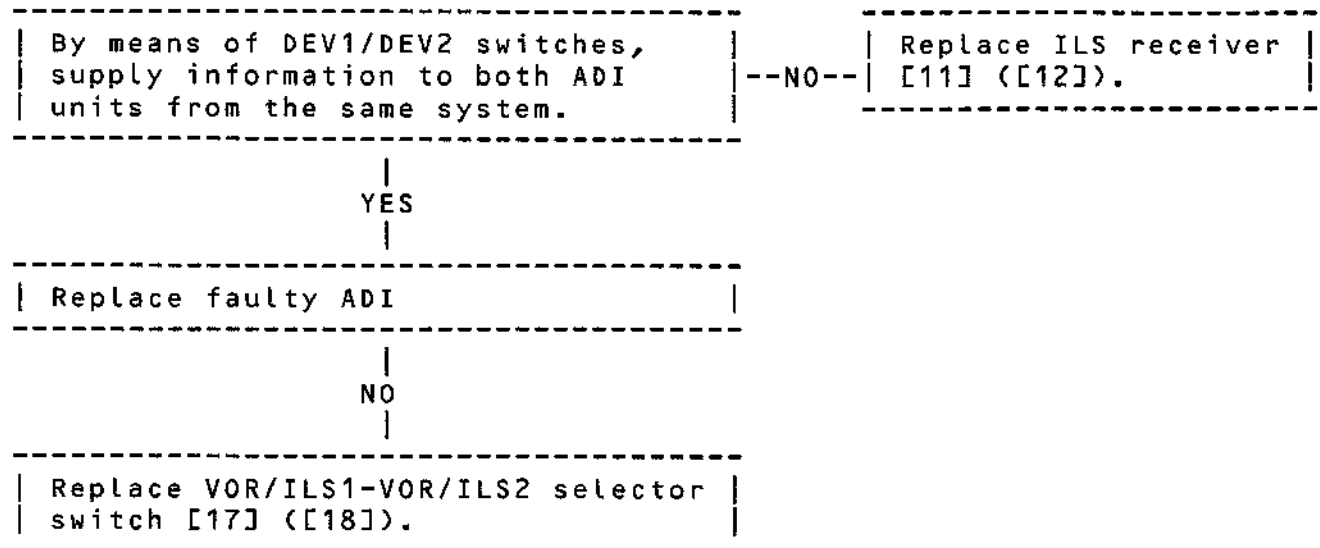 By means of DEV1/DEV2 switches,
supply information to both ADI
units from the same system.
NO
Replace ILS receiver
[11] ([12]).
YES
Replace faulty ADI
NO
Replace VOR/ILS1-VOR/ILS2 selector
switch [17] ([18]).